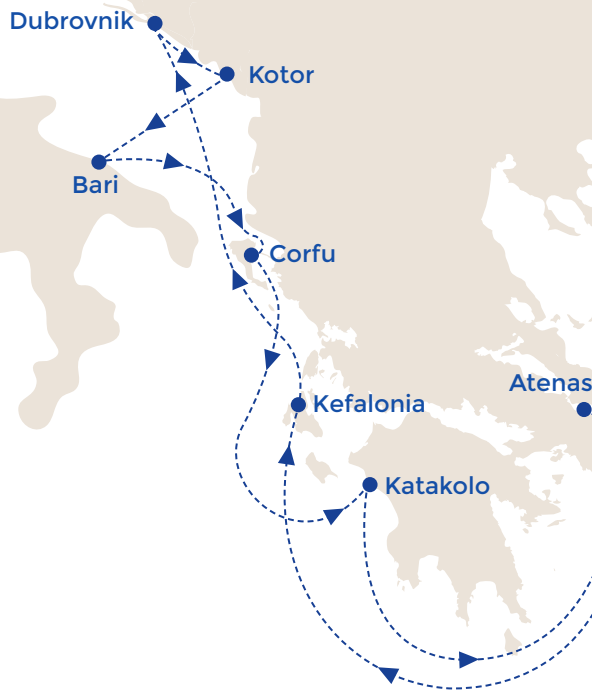 Dubrovnik
Kotor
Bari
Corfu
Atenas
Kefalonia
Katakolo